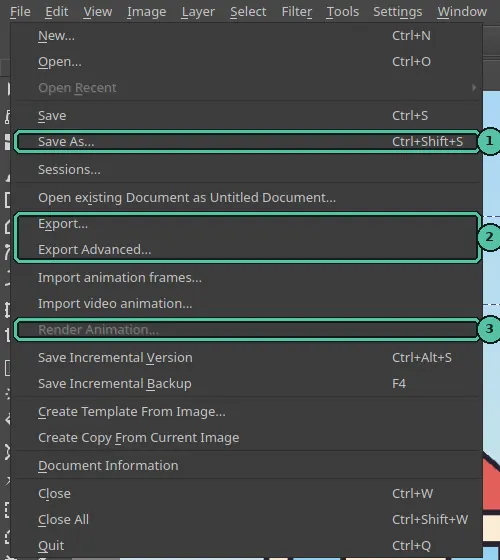 File Edit View Image Layer Select Filter Tools Settings Window
New... Ctrl+N
Open... Ctrl+O
Open Recent
Save Ctrl+S
Save As... Ctrl+Shift+S 1
Sessions...
Open existing Document as Untitled Document...
Export...
2
Export Advanced...
Import animation frames...
Import video animation...
Render Animation... 3
Save Incremental Version Ctrl+Alt+S
Save Incremental Backup F4
Create Template From Image...
Create Copy From Current Image
Document Information
Close Ctrl+W
Close All Ctrl+Shift+W
Quit Ctrl+Q